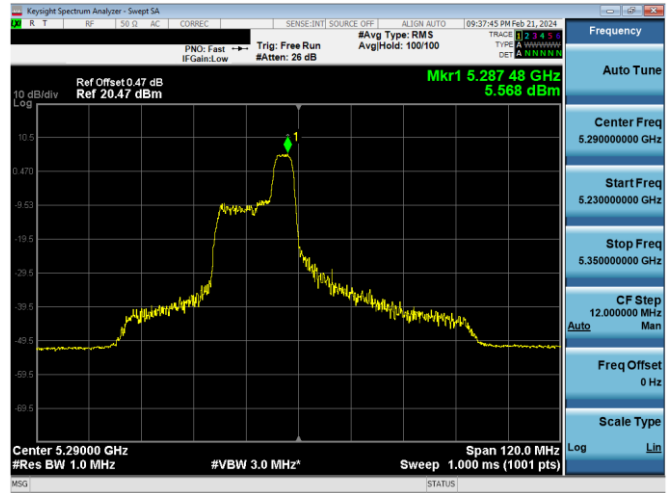 Keysight Spectrum Analyzer - Swept SA
R T RF 50 Ω AC CORREC SENSE:INT SOURCE OFF ALIGN AUTO 09:37:45 PM Feb 21, 2024
PNO: Fast
IFGain:Low
Trig: Free Run
#Atten: 26 dB
#Avg Type: RMS
Avg|Hold: 100/100
TRACE 1 2 3 4 5 6
TYPE A WWWWW
DET A N N N N N
Frequency
Ref Offset 0.47 dB
10 dB/div Ref 20.47 dBm
Log
Mkr1 5.287 48 GHz
5.568 dBm
1
10.5
0.470
-9.53
-19.5
-29.5
-39.5
-49.5
-59.5
-69.5
Center 5.29000 GHz
#Res BW 1.0 MHz
#VBW 3.0 MHz*
Span 120.0 MHz
Sweep 1.000 ms (1001 pts)
Auto Tune
Center Freq
5.290000000 GHz
Start Freq
5.230000000 GHz
Stop Freq
5.350000000 GHz
CF Step
12.000000 MHz
Auto Man
Freq Offset
0 Hz
Scale Type
Log Lin
MSG STATUS